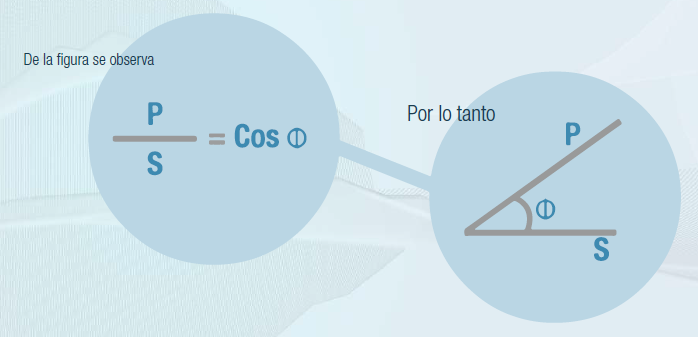 De la figura se observa
P
S
= Cos Φ
Por lo tanto
P
Φ
S